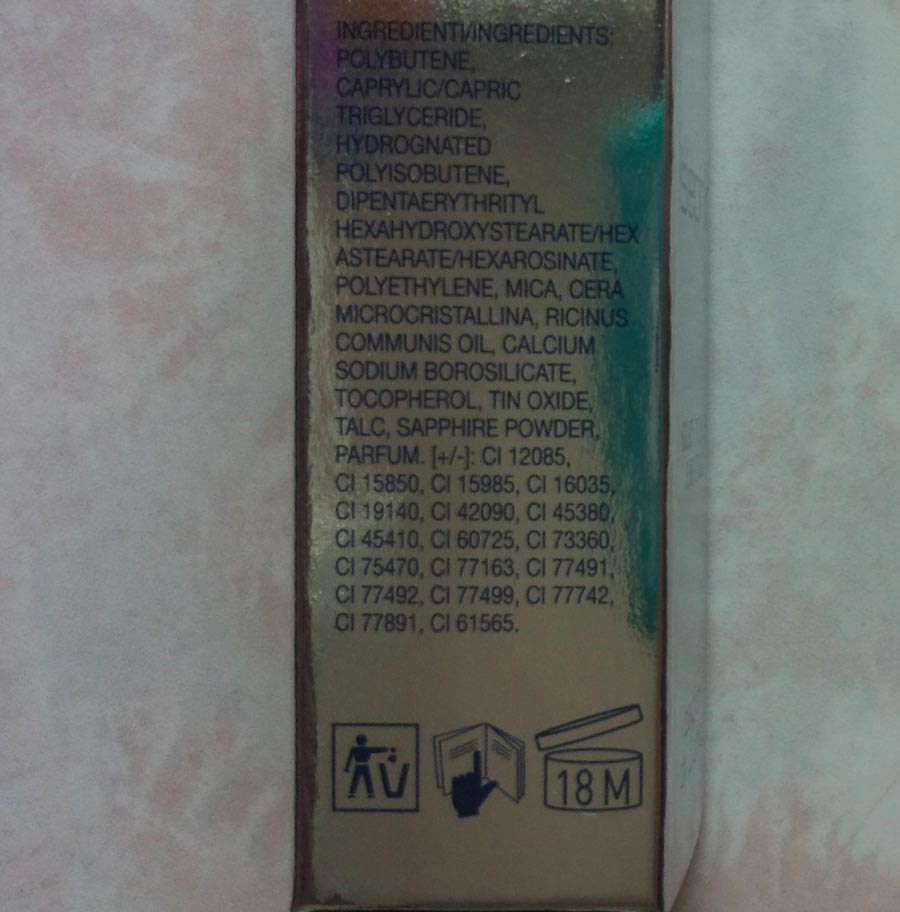 INGREDIENTI/INGREDIENTS:
POLYBUTENE,
CAPRYLIC/CAPRIC
TRIGLYCERIDE,
HYDROGNATED
POLYISOBUTENE,
DIPENTAERYTHRITYL
HEXAHYDROXYSTEARATE/HEX
ASTEARATE/HEXAROSINATE,
POLYETHYLENE, MICA, CERA
MICROCRISTALLINA, RICINUS
COMMUNIS OIL, CALCIUM
SODIUM BOROSILICATE,
TOCOPHEROL, TIN OXIDE,
TALC, SAPPHIRE POWDER,
PARFUM. [+/-]: CI 12085,
CI 15850, CI 15985, CI 16035,
CI 19140, CI 42090, CI 45380,
CI 45410, CI 60725, CI 73360,
CI 75470, CI 77163, CI 77491,
CI 77492, CI 77499, CI 77742,
CI 77891, CI 61565.
18 M